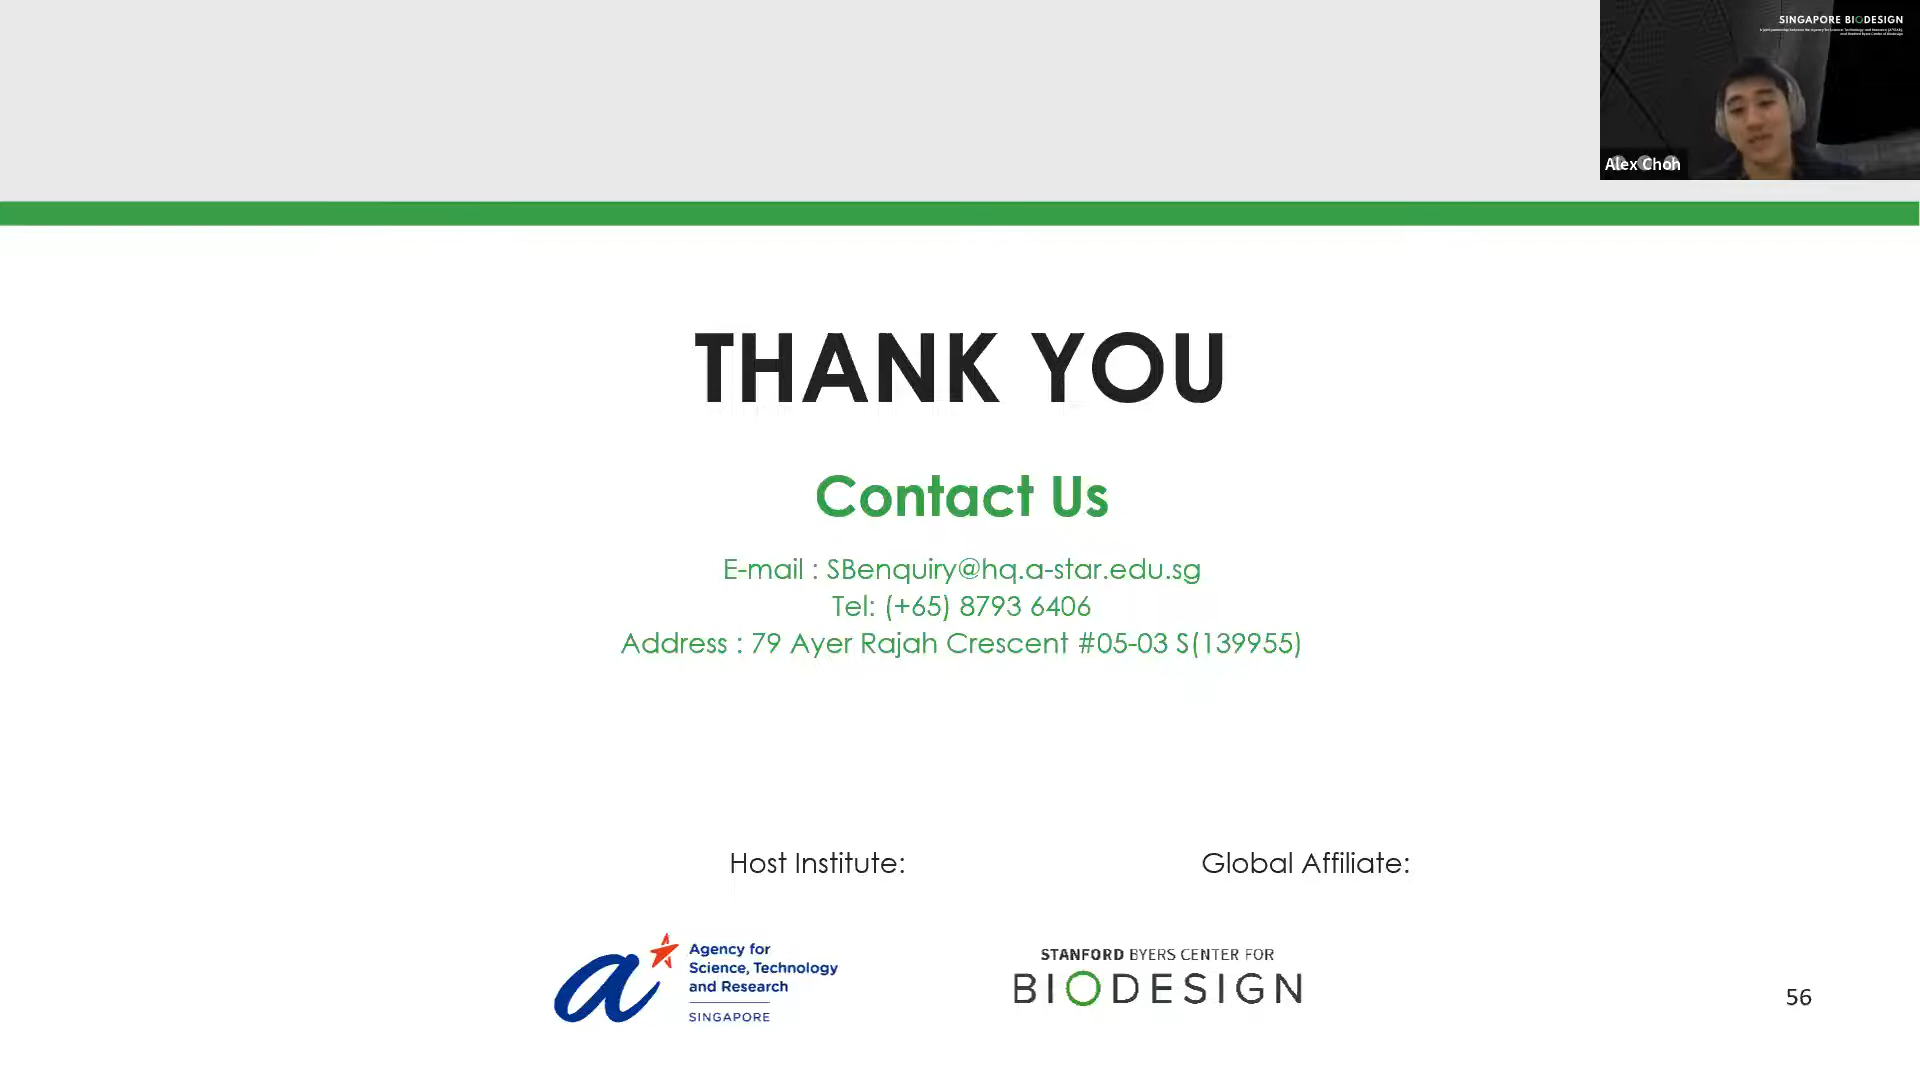 SINGAPORE BIODESIGN
Alex Choh
THANK YOU
Contact Us
E-mail : SBenquiry@hq.a-star.edu.sg
Tel: (+65) 8793 6406
Address : 79 Ayer Rajah Crescent #05-03 S(139955)
Host Institute:
Global Affiliate:
a
Agency for
Science, Technology
and Research
SINGAPORE
STANFORD BYERS CENTER FOR
BIODESIGN
56